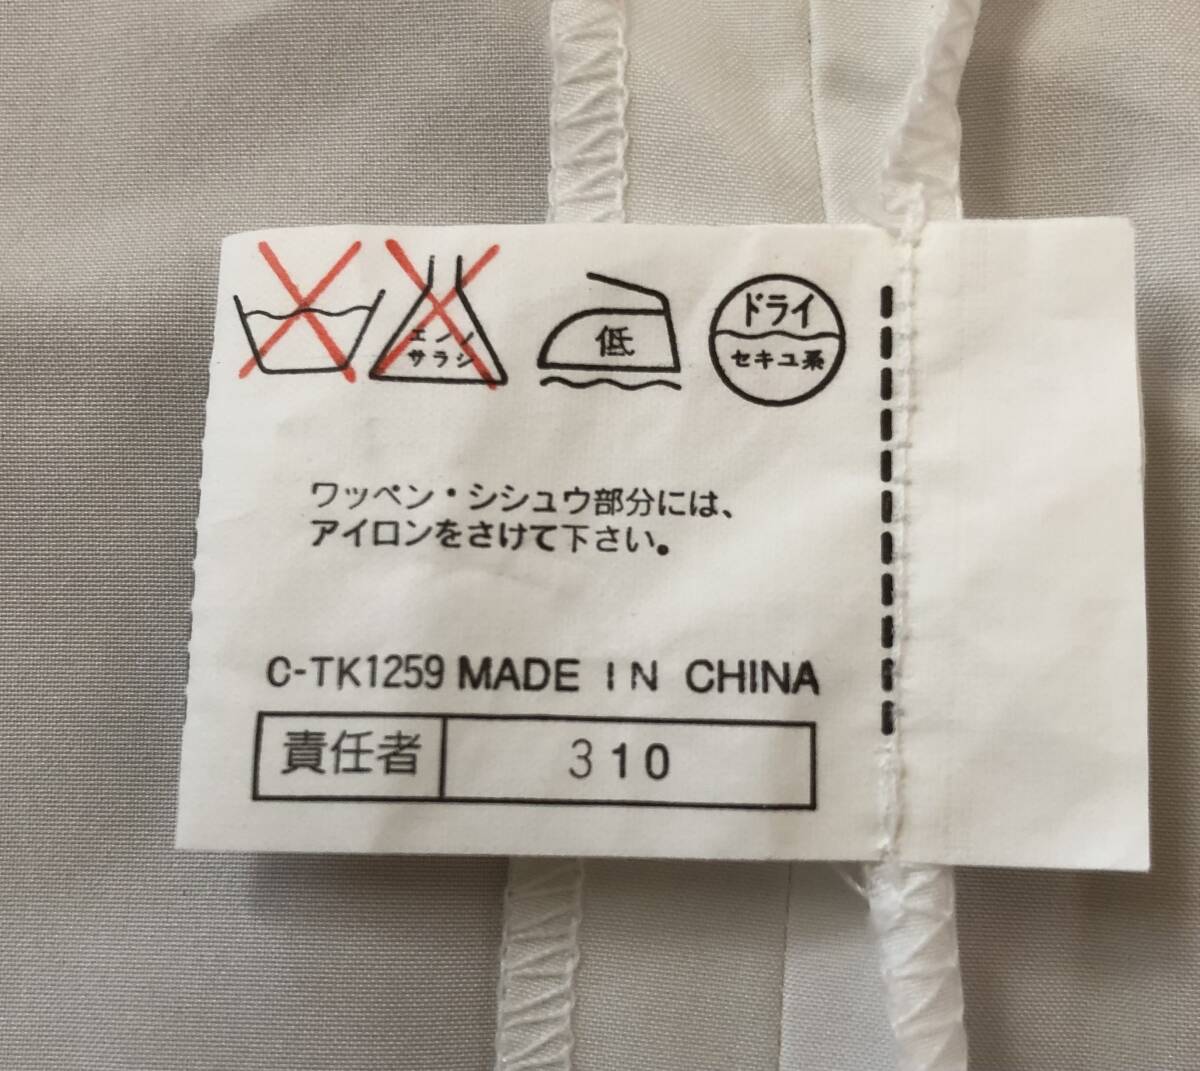 エンソ
サラシ
低
ドライ
セキユ系
ワッペン・シシュウ部分には、
アイロンをさけて下さい。
C-TK1259 MADE IN CHINA
責任者 310